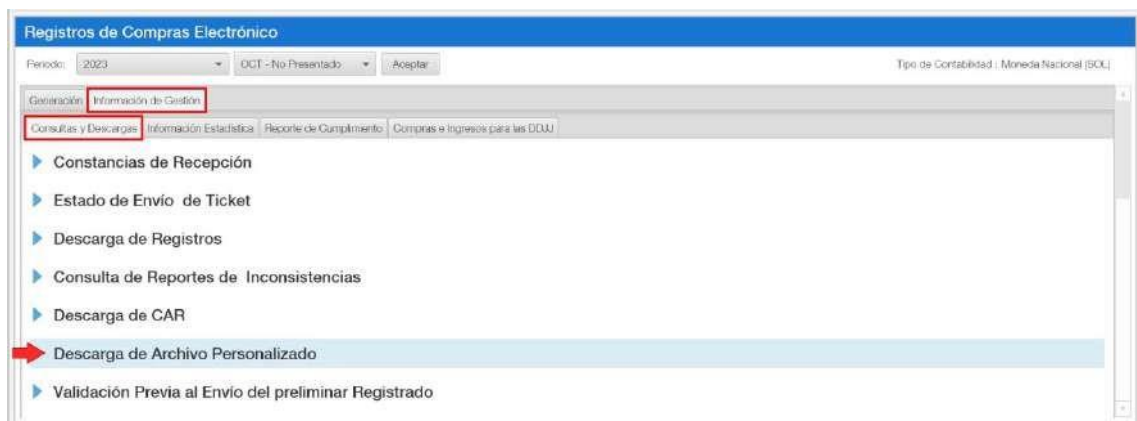 Registros de Compras Electrónico
Periodo: 2023 OCT - No Presentado Aceptar Tipo de Contabilidad : Moneda Nacional (SOL)
Generación Información de Gestión
Consultas y Descargas Información Estadística Reporte de Cumplimiento Compras e Ingresos para las DDJJ
Constancias de Recepción
Estado de Envío de Ticket
Descarga de Registros
Consulta de Reportes de Inconsistencias
Descarga de CAR
Descarga de Archivo Personalizado
Validación Previa al Envío del preliminar Registrado